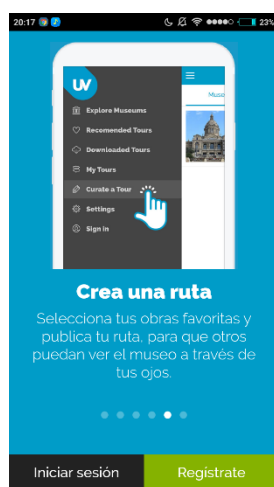 20:17 23%
UV
Explore Museums
Muse
Recomended Tours
Downloaded Tours
My Tours
Curate a Tour
Settings
Sign in
Crea una ruta
Selecciona tus obras favoritas y
publica tu ruta, para que otros
puedan ver el museo a través de
tus ojos.
Iniciar sesión Regístrate